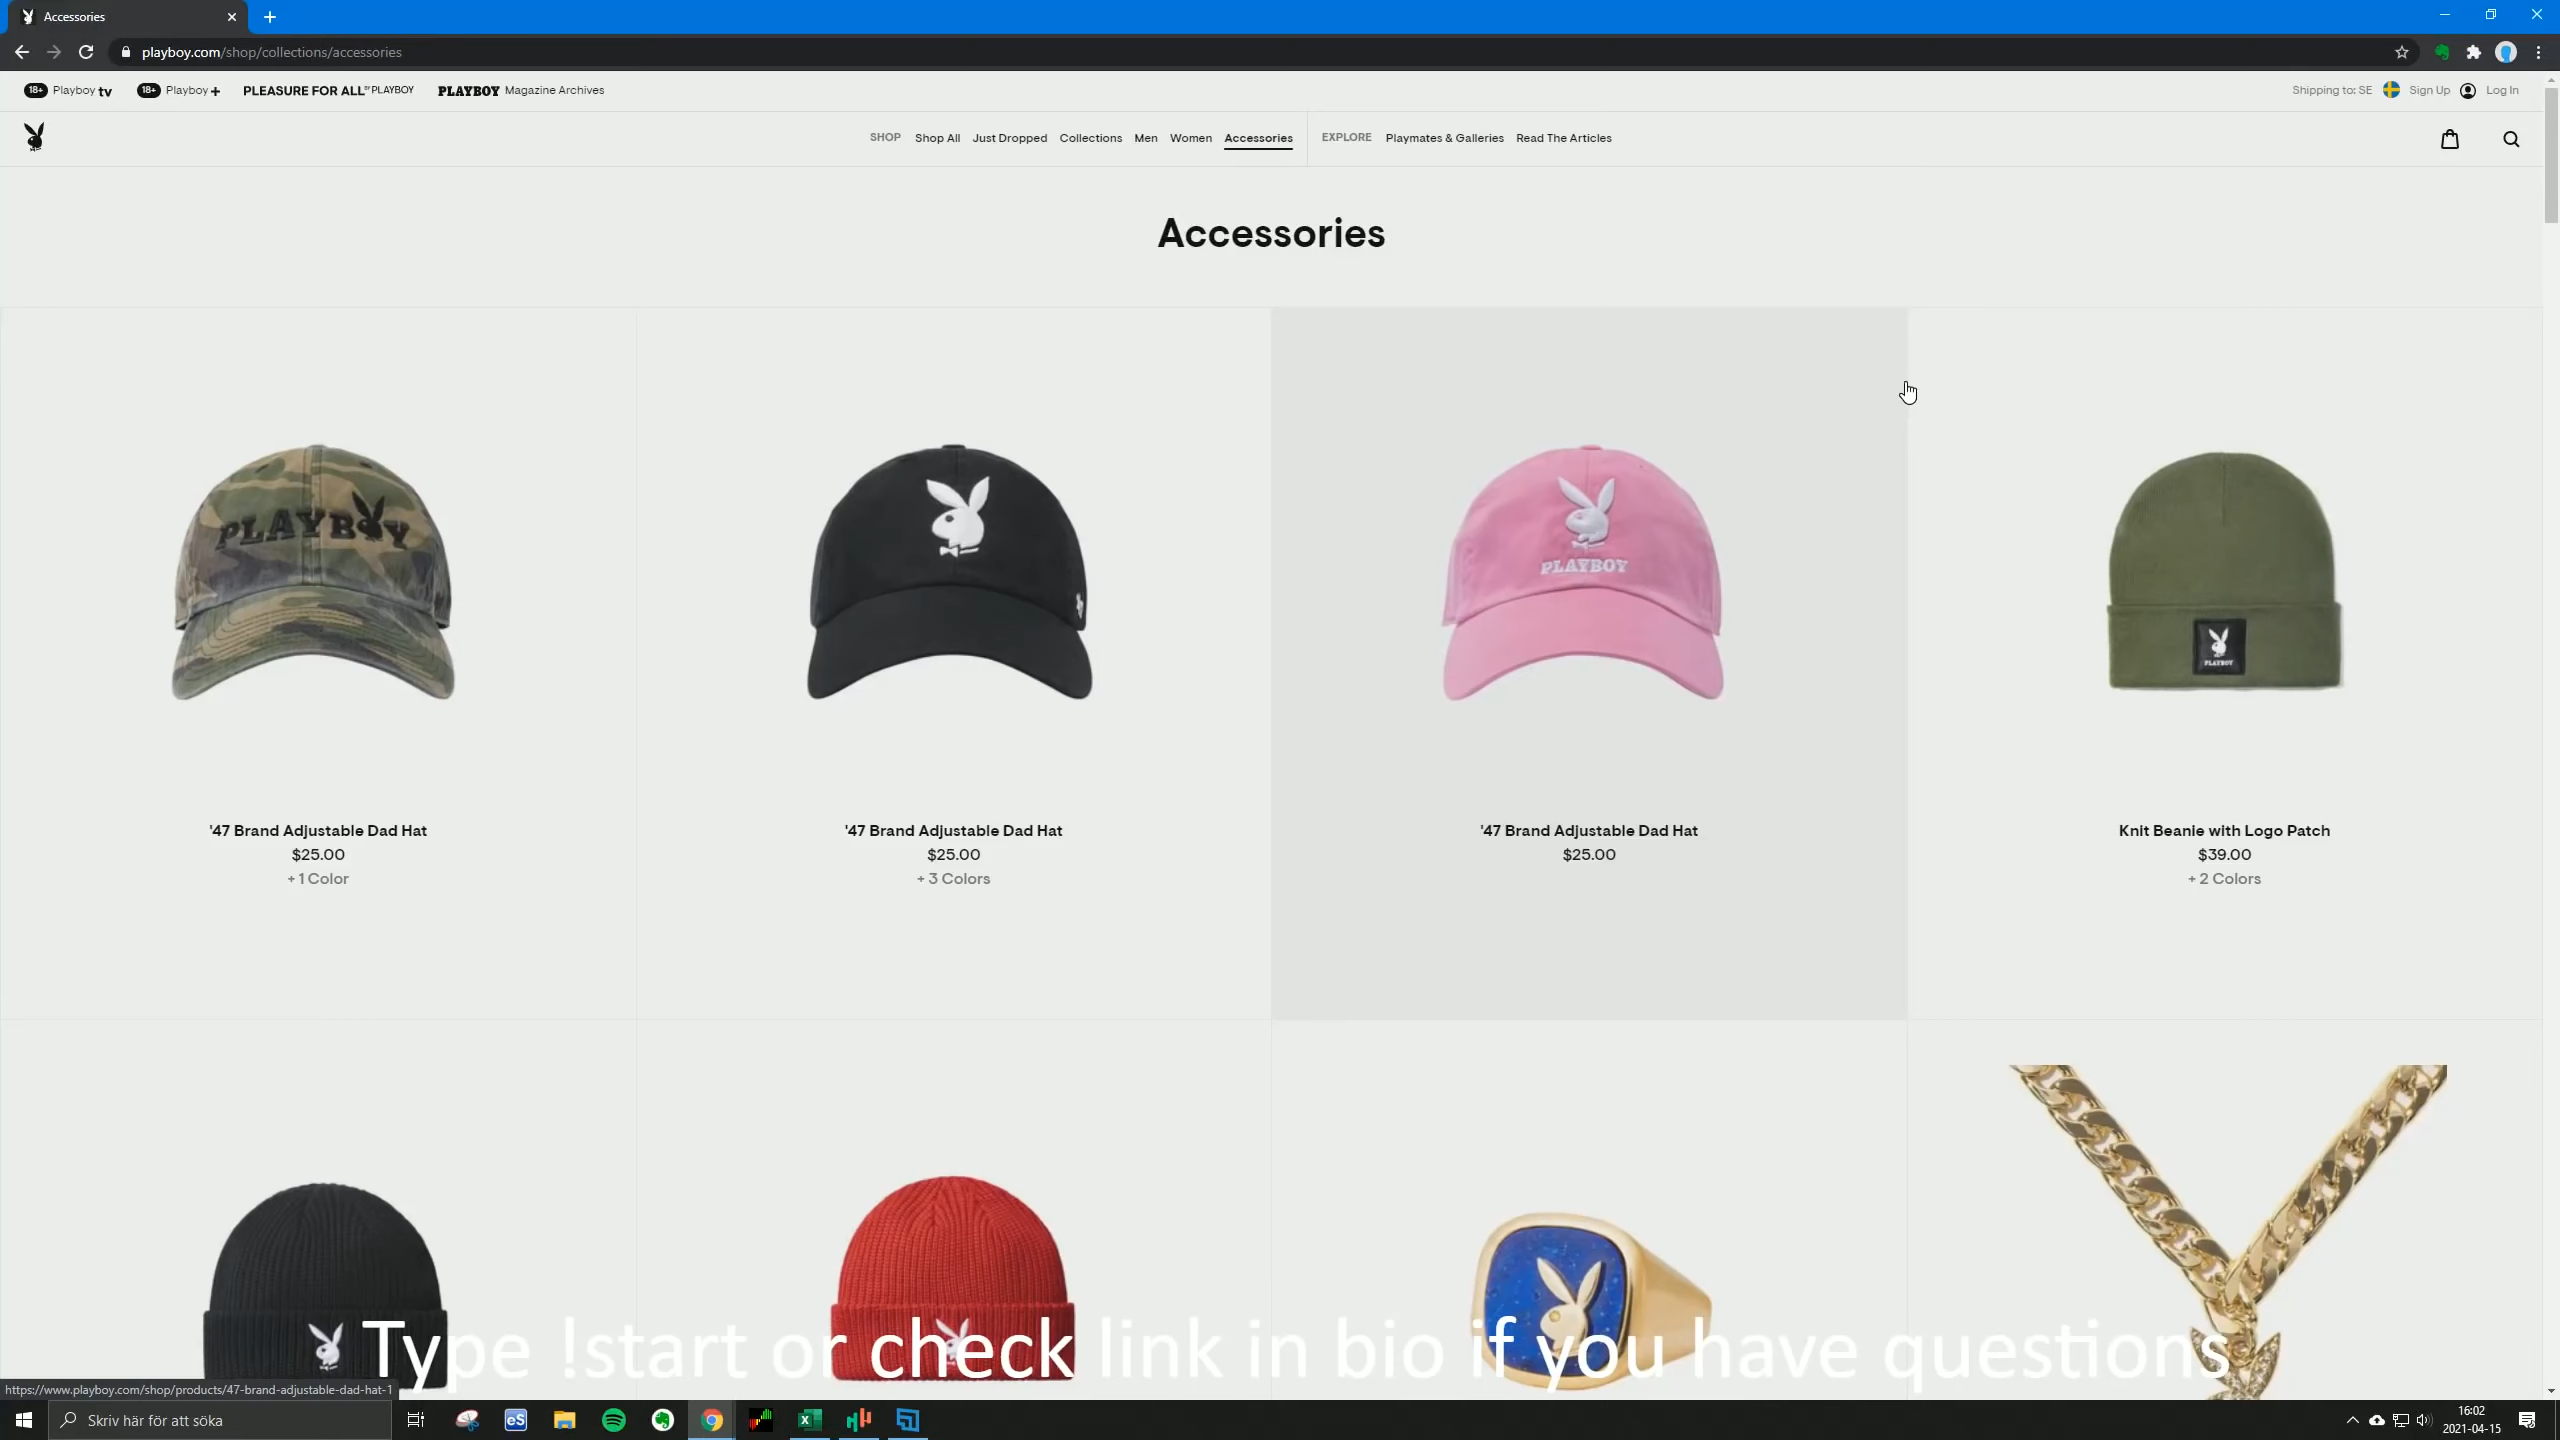 Accessories
playboy.com/shop/collections/accessories
18+ Playboy tv 18+ Playboy + PLEASURE FOR ALL BY PLAYBOY PLAYBOY Magazine Archives Shipping to: SE Sign Up Log In
SHOP Shop All Just Dropped Collections Men Women Accessories EXPLORE Playmates & Galleries Read The Articles
Accessories
PLAYBOY
PLAYBOY
PLAYBOY
'47 Brand Adjustable Dad Hat
$25.00
+ 1 Color
'47 Brand Adjustable Dad Hat
$25.00
+ 3 Colors
'47 Brand Adjustable Dad Hat
$25.00
Knit Beanie with Logo Patch
$39.00
+ 2 Colors
Type !start or check link in bio if you have questions
https://www.playboy.com/shop/products/47-brand-adjustable-dad-hat-1
Skriv här för att söka
eS
16:02
2021-04-15